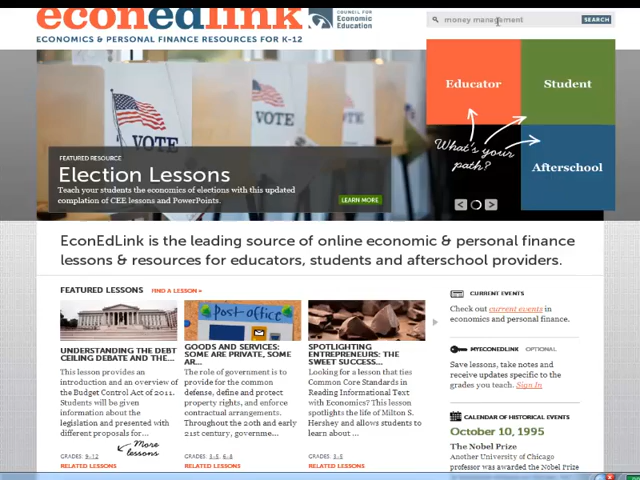 econedlink
COUNCIL FOR
Economic
Education
ECONOMICS & PERSONAL FINANCE RESOURCES FOR K-12
money management
SEARCH
Educator
Student
What's your
path?
Afterschool
VOTE
VOTE
FEATURED RESOURCE
Election Lessons
Teach your students the economics of elections with this updated
complation of CEE lessons and PowerPoints.
LEARN MORE
EconEdLink is the leading source of online economic & personal finance
lessons & resources for educators, students and afterschool providers.
FEATURED LESSONS
FIND A LESSON »
post-office
UNDERSTANDING THE DEBT
CEILING DEBATE AND THE...
This lesson provides an
introduction and an overview of
the Budget Control Act of 2011.
Students will be given
information about the
legislation and presented with
different proposals for...
More
lessons
GRADES: 9-12
RELATED LESSONS
GOODS AND SERVICES:
SOME ARE PRIVATE, SOME
AR...
The role of government is to
provide for the common
defense, define and protect
property rights, and enforce
contractual arrangements.
Throughout the 20th and early
21st century, governme...
GRADES: 3-5, 6-8
RELATED LESSONS
SPOTLIGHTING
ENTREPRENEURS: THE
SWEET SUCCESS...
Looking for a lesson that ties
Common Core Standards in
Reading Informational Text
with Economics? This lesson
spotlights the life of Milton S.
Hershey and allows students
to learn about ...
GRADES: 3-5
RELATED LESSONS
CURRENT EVENTS
Check out current events in
economics and personal finance.
MYECONEDLINK OPTIONAL
Save lessons, take notes and
receive updates specific to the
grades you teach. Sign In
CALENDAR OF HISTORICAL EVENTS
October 10, 1995
The Nobel Prize
Another University of Chicago
professor was awarded the Nobel Prize